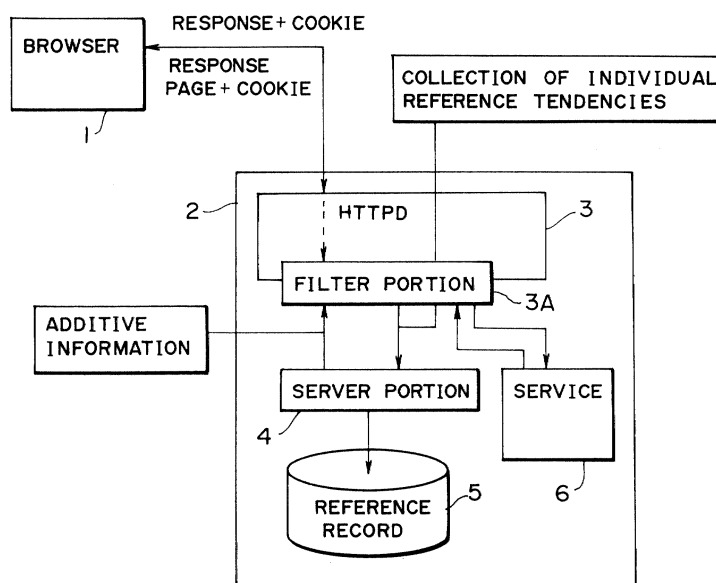 RESPONSE+ COOKIE
BROWSER
RESPONSE
PAGE+ COOKIE
1
COLLECTION OF INDIVIDUAL
REFERENCE TENDENCIES
2
HTTPD
3
FILTER PORTION
3A
ADDITIVE
INFORMATION
SERVER PORTION
SERVICE
4
6
REFERENCE
RECORD
5